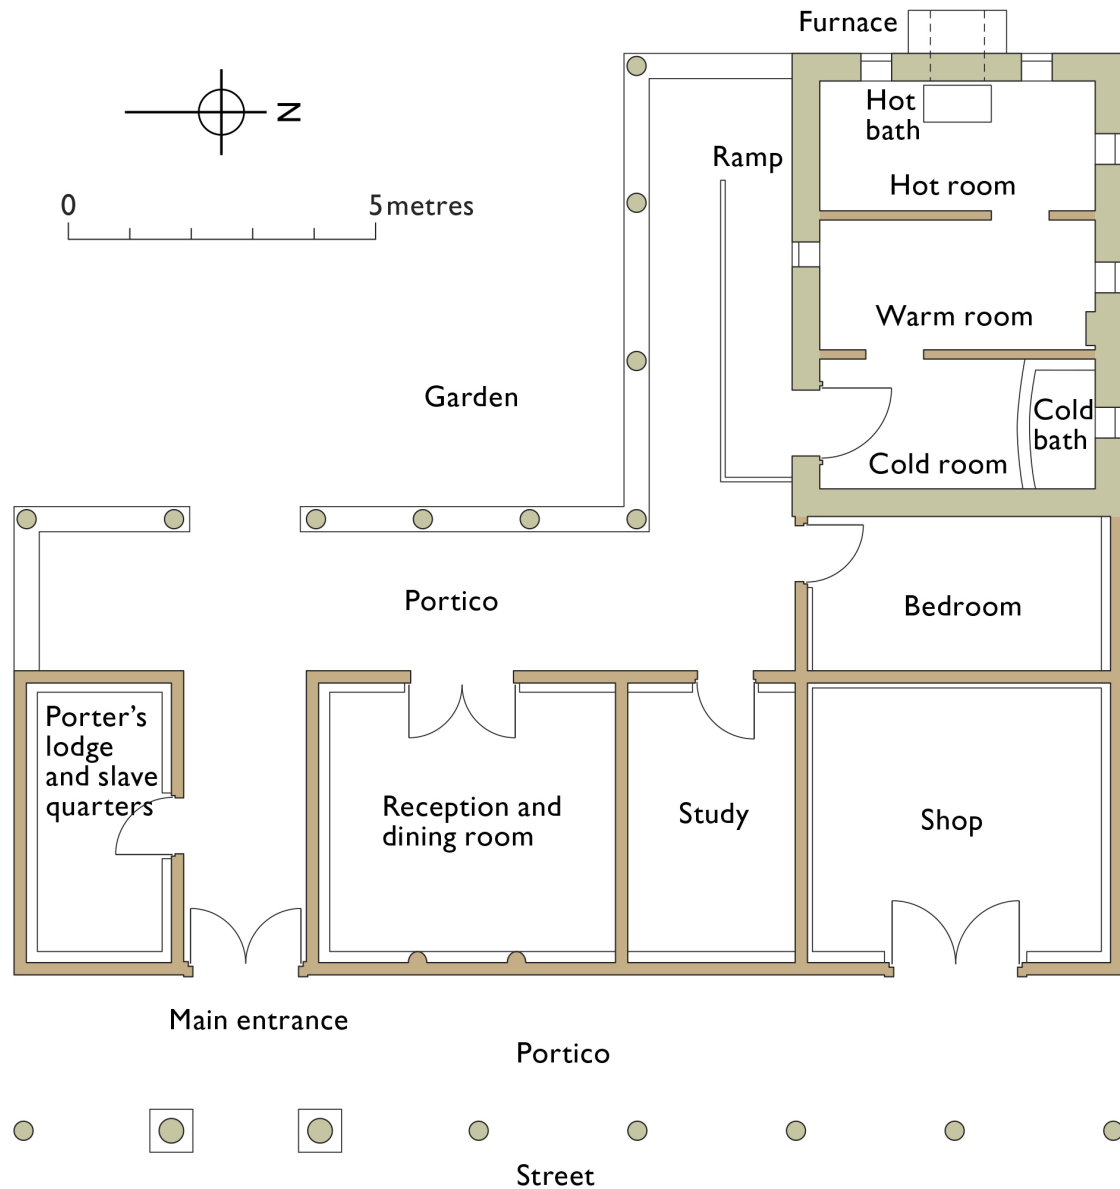 Furnace
N
Hot
bath
Ramp
Hot room
0
5 metres
Warm room
Garden
Cold
bath
Cold room
Portico
Bedroom
Porter’s
lodge
and slave
quarters
Reception and
dining room
Study
Shop
Main entrance
Portico
Street